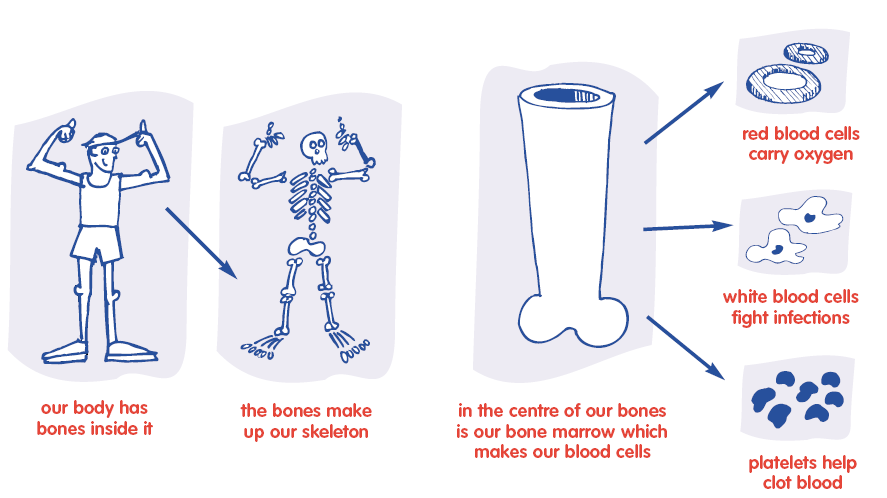 our body has
bones inside it
the bones make
up our skeleton
in the centre of our bones
is our bone marrow which
makes our blood cells
red blood cells
carry oxygen
white blood cells
fight infections
platelets help
clot blood